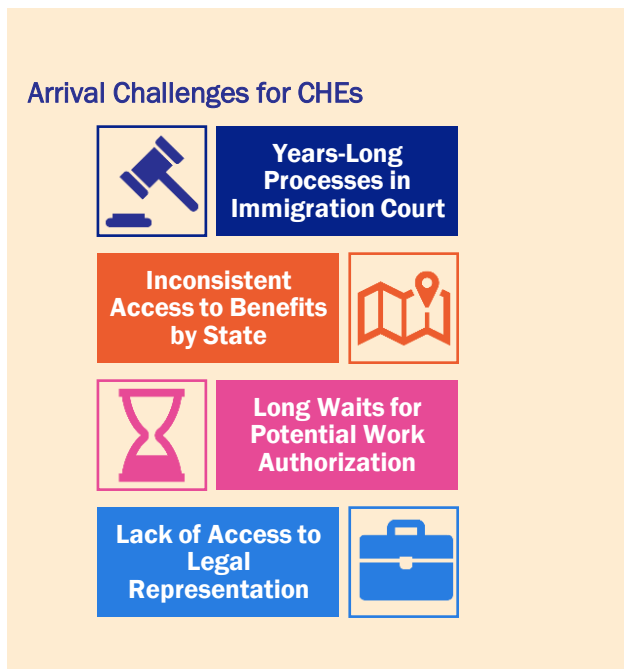 Arrival Challenges for CHEs
Years-Long
Processes in
Immigration Court
Inconsistent
Access to Benefits
by State
Long Waits for
Potential Work
Authorization
Lack of Access to
Legal
Representation